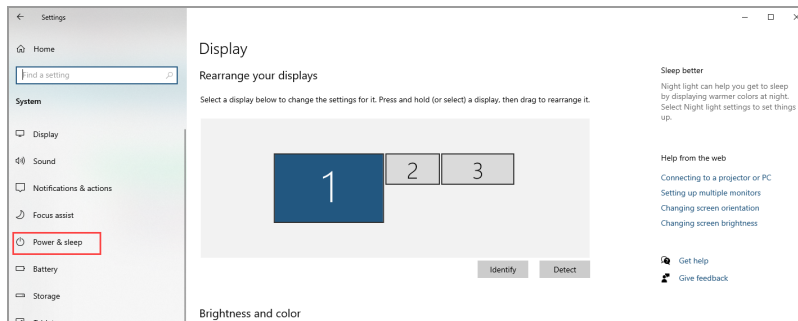 Settings
Home
Find a setting
System
Display
Sound
Notifications & actions
Focus assist
Power & sleep
Battery
Storage
Display
Rearrange your displays
Select a display below to change the settings for it. Press and hold (or select) a display, then drag to rearrange it.
1
2
3
Identify
Detect
Brightness and color
Sleep better
Night light can help you get to sleep
by displaying warmer colors at night.
Select Night light settings to set things
up.
Help from the web
Connecting to a projector or PC
Setting up multiple monitors
Changing screen orientation
Changing screen brightness
Get help
Give feedback